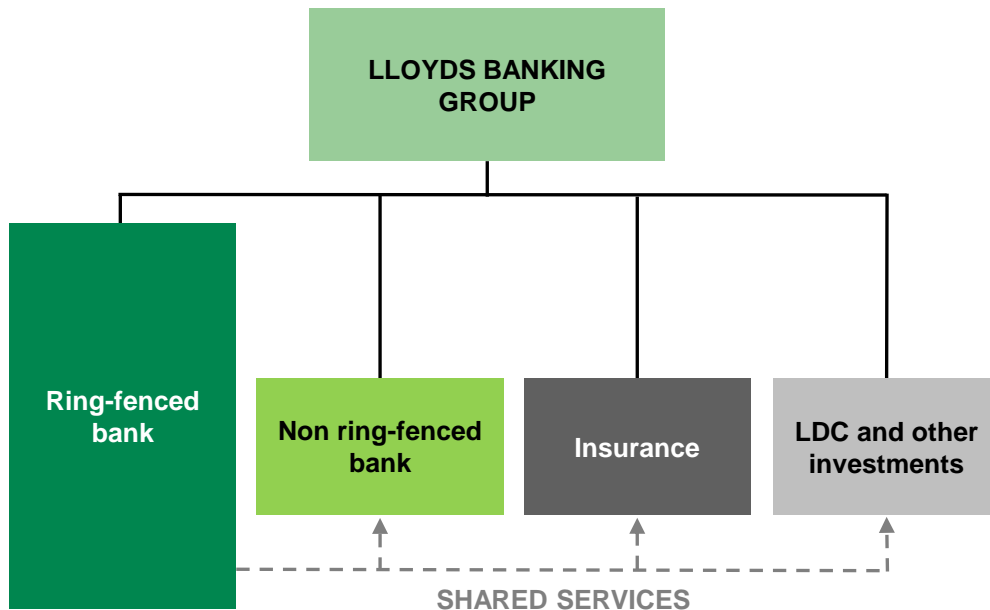 LLOYDS BANKING
GROUP
Ring-fenced
bank
Non ring-fenced
bank
Insurance
LDC and other
investments
SHARED SERVICES